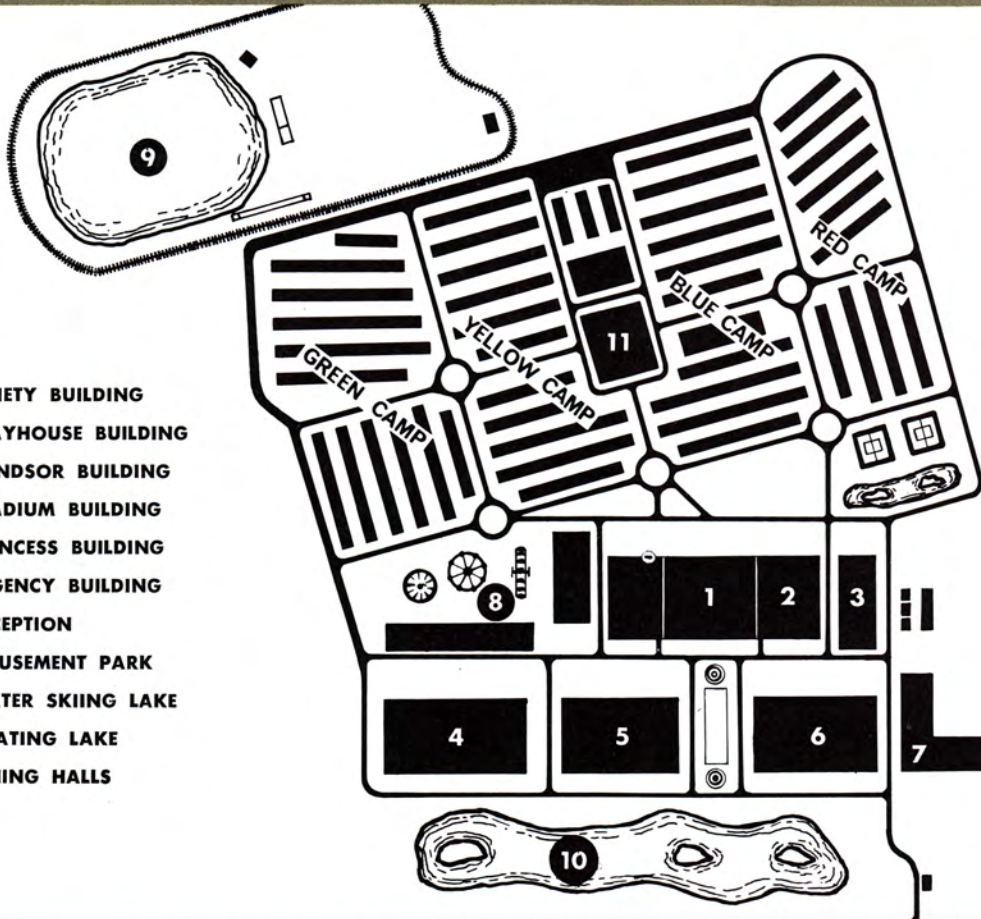 9
RED CAMP
BLUE CAMP
11
YELLOW CAMP
GREEN CAMP
IETY BUILDING
AYHOUSE BUILDING
NDSOR BUILDING
ADIUM BUILDING
NCESS BUILDING
GENCY BUILDING
EPTION
USEMENT PARK
TER SKIING LAKE
ATING LAKE
NING HALLS
8
1
2
3
4
5
6
7
10